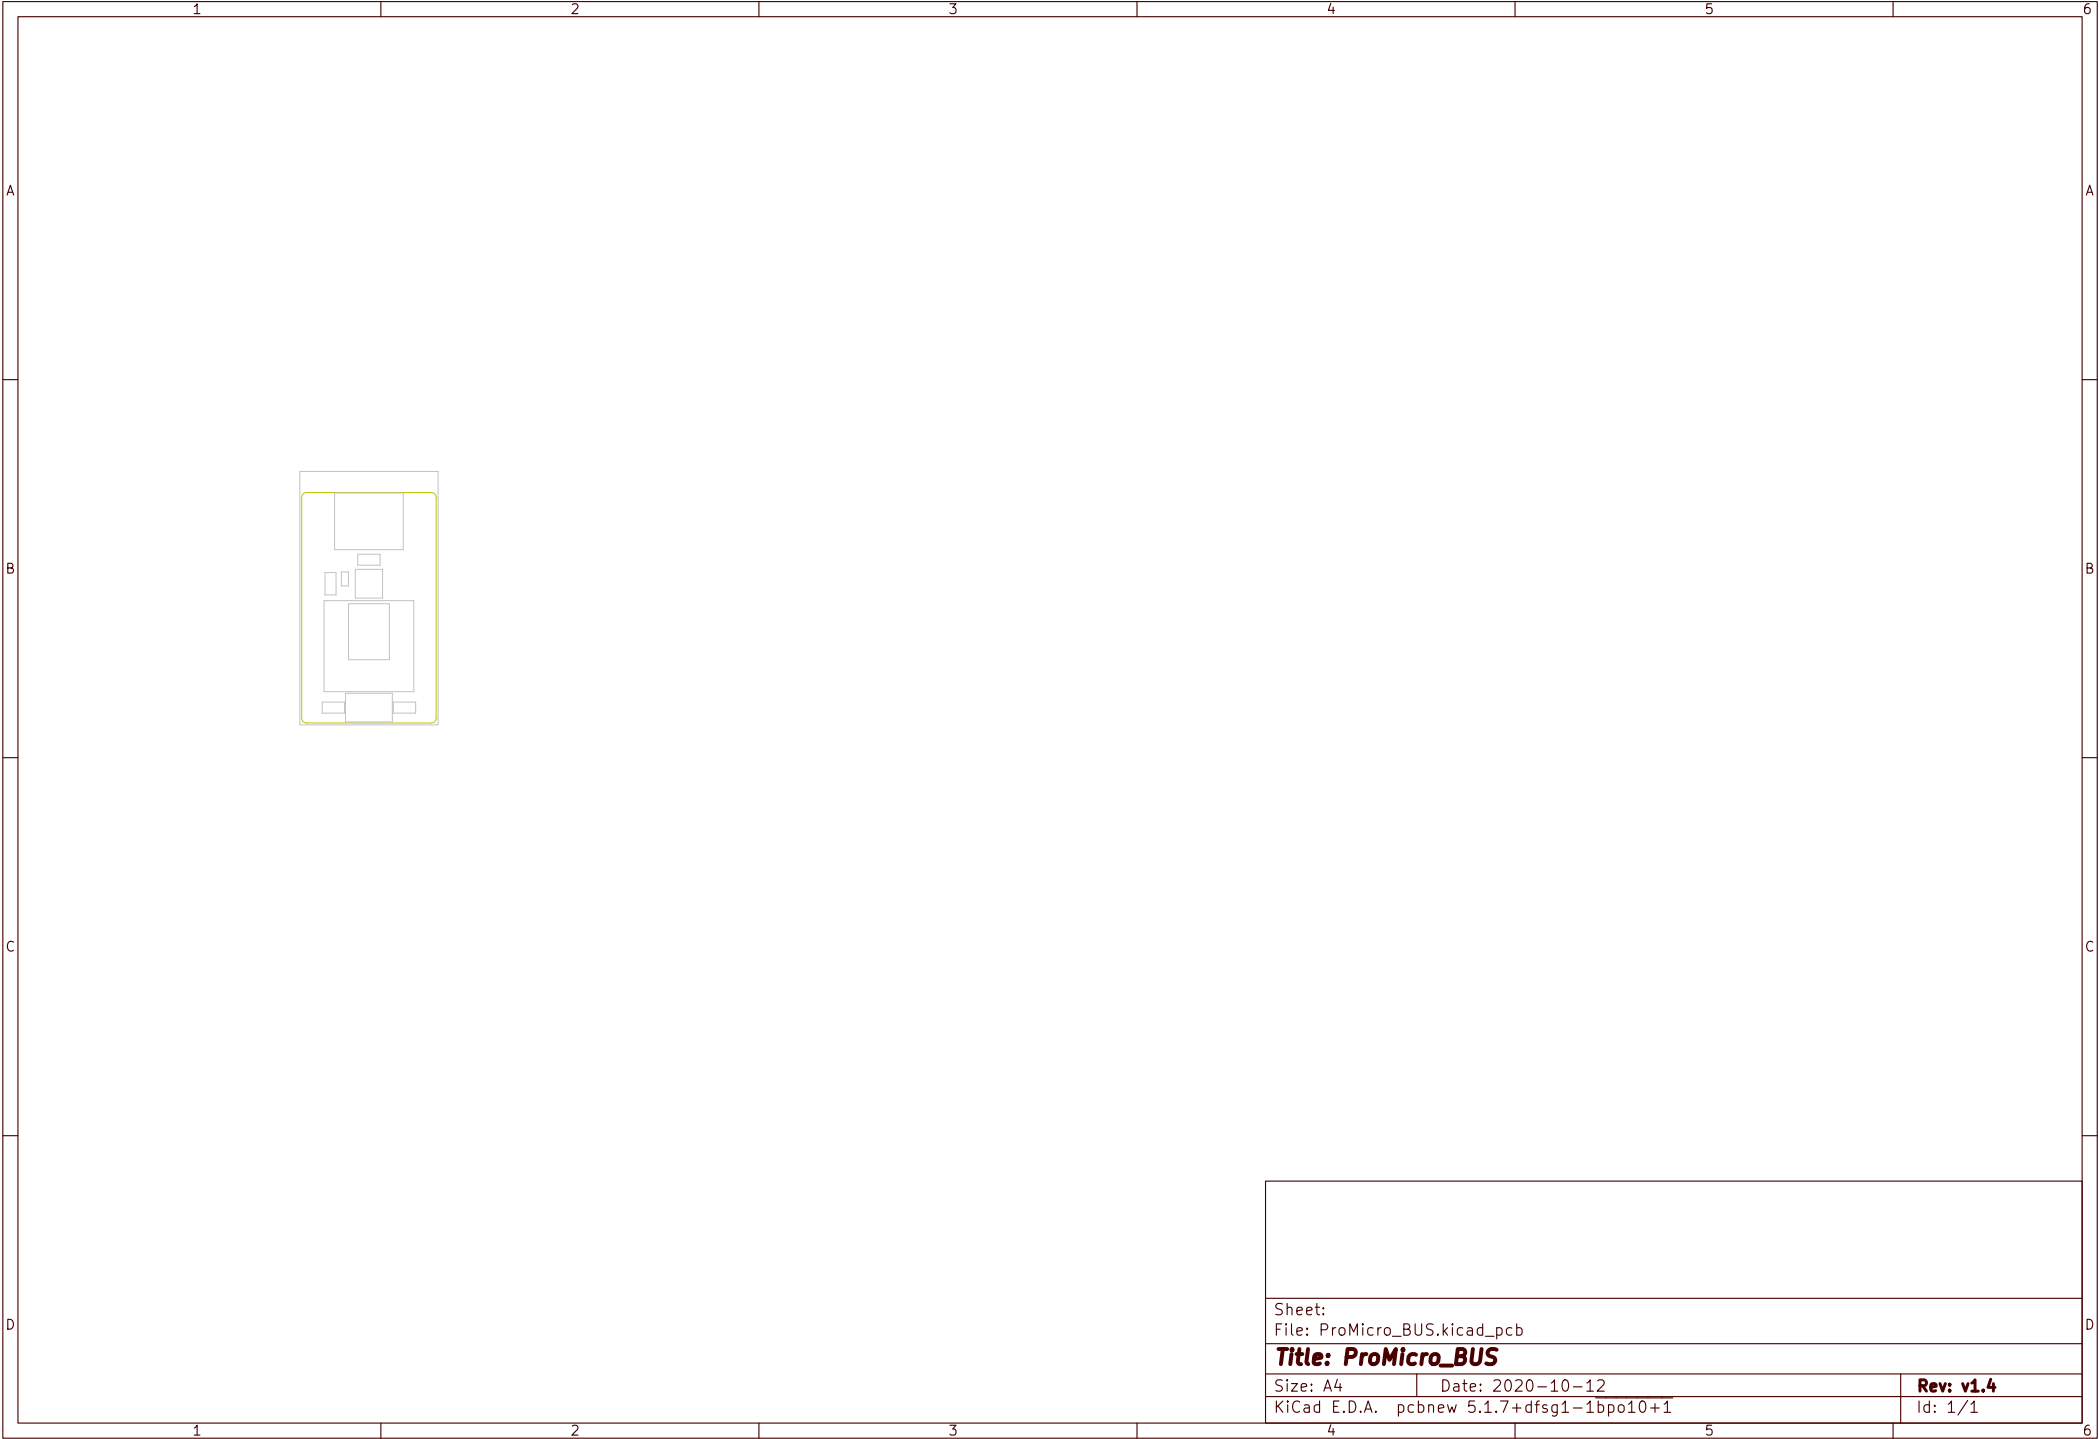 1 2 3 4 5 6
A A
B B
C C
D D
Sheet:
File: ProMicro_BUS.kicad_pcb
Title: ProMicro_BUS
Size: A4 Date: 2020-10-12 Rev: v1.4
KiCad E.D.A. pcbnew 5.1.7+dfsg1-1bpo10+1 Id: 1/1
1 2 3 4 5 6